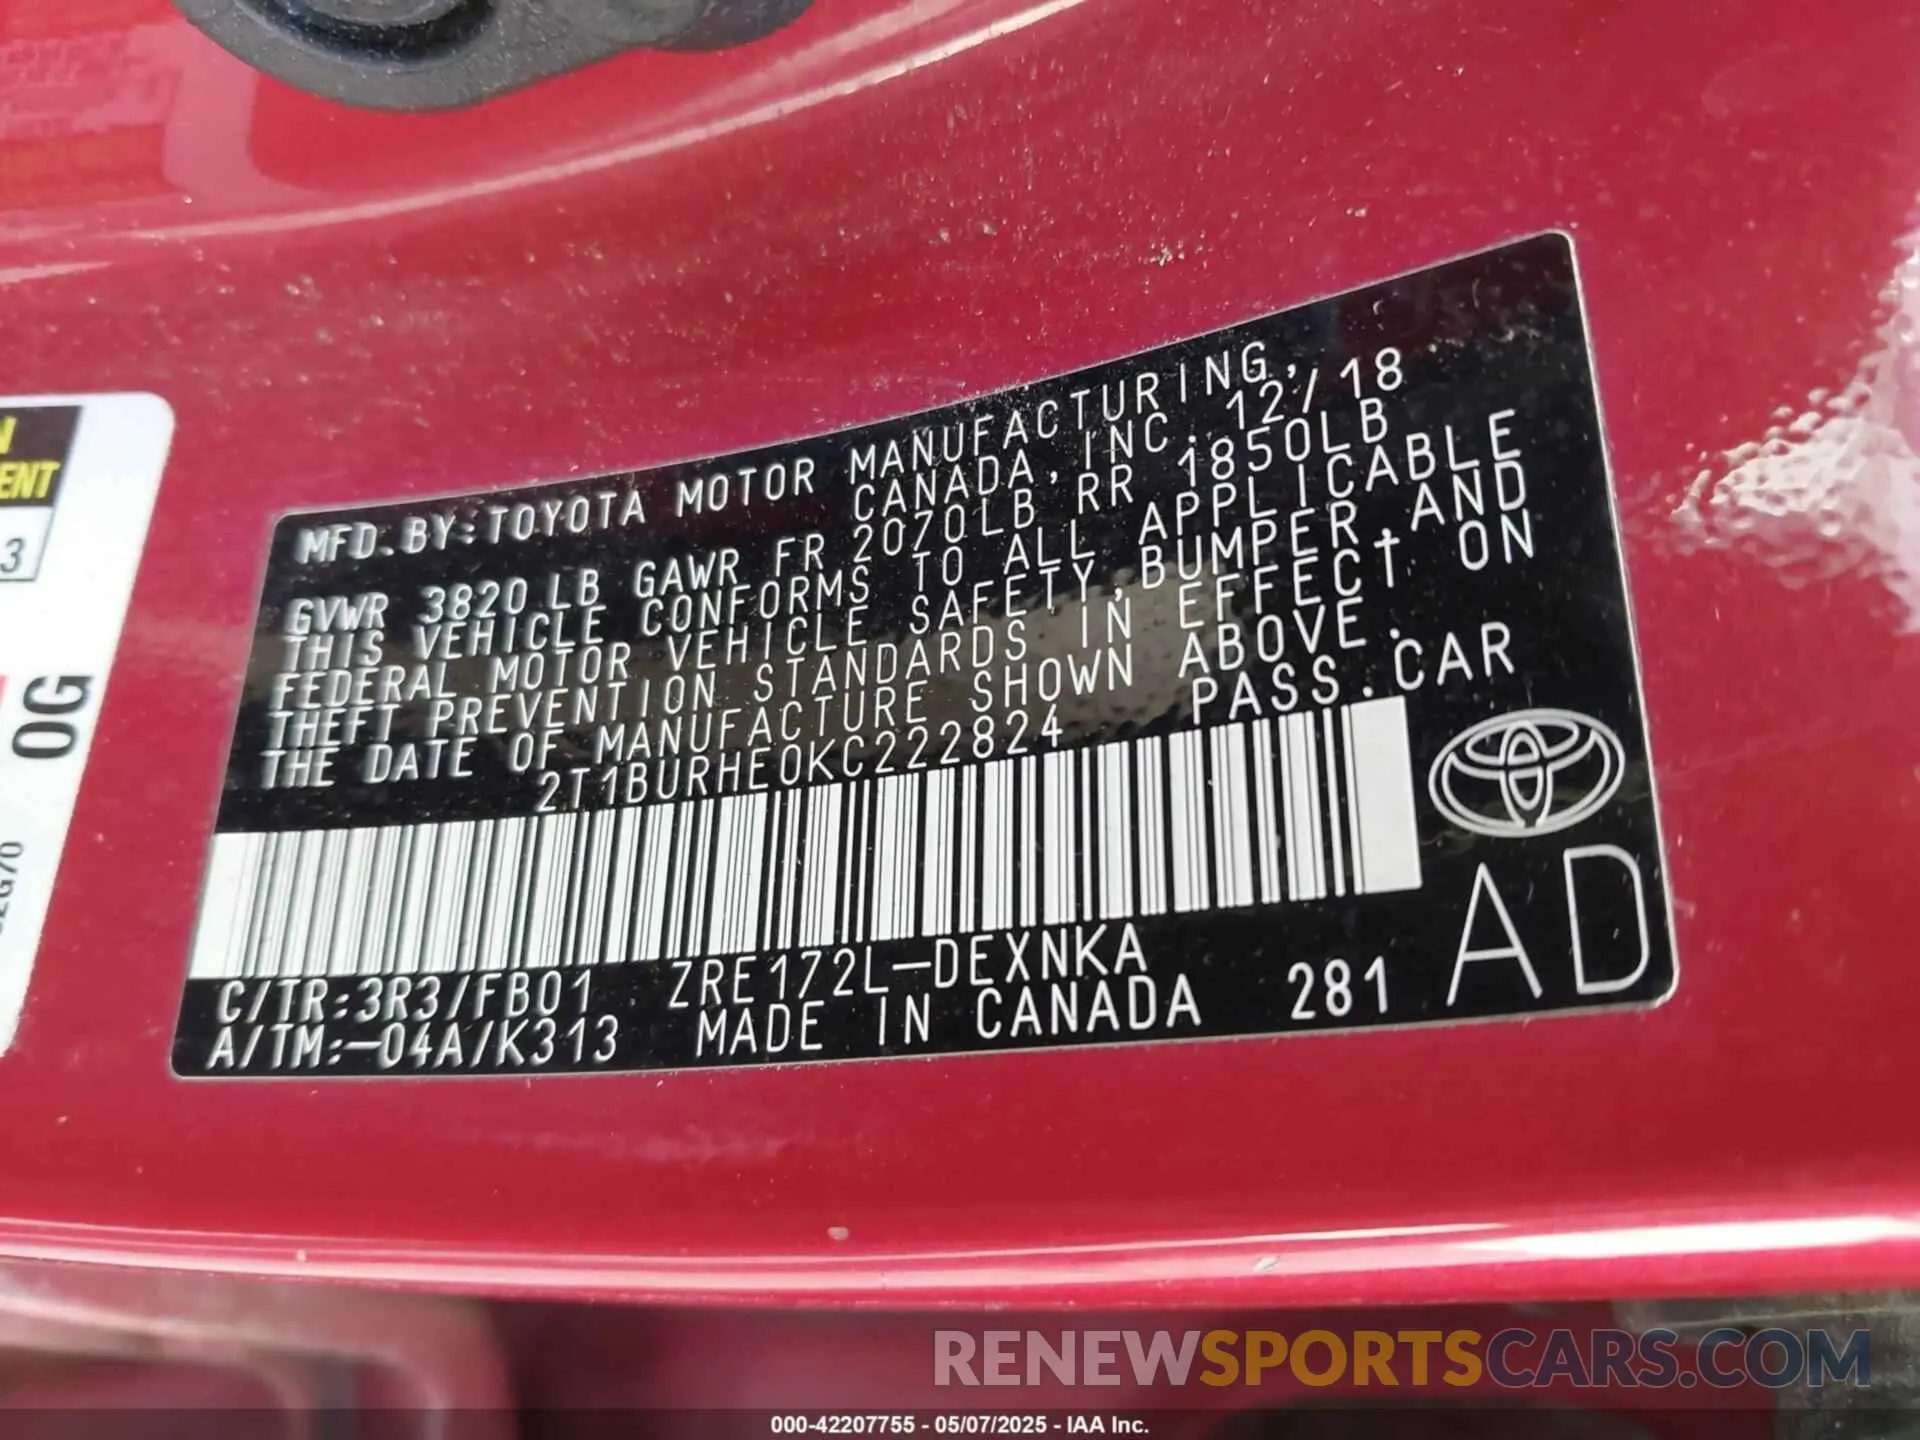 MFD. BY: TOYOTA MOTOR MANUFACTURING,
CANADA, INC. 12/18
GVWR 3820 LB GAWR FR 2070LB RR 1850LB
THIS VEHICLE CONFORMS TO ALL APPLICABLE
FEDERAL MOTOR VEHICLE SAFETY, BUMPER, AND
THEFT PREVENTION STANDARDS IN EFFECT ON
THE DATE OF MANUFACTURE SHOWN ABOVE.
2T1BURHE0KC222824 PASS. CAR
C/TR: 3R3/FB01 ZRE172L-DEXNKA
A/TM: -04A/K313 MADE IN CANADA 281
AD
N
ENT
3
0G
RENEWSPORTSCARS.COM
000-42207755 - 05/07/2025 - IAA Inc.